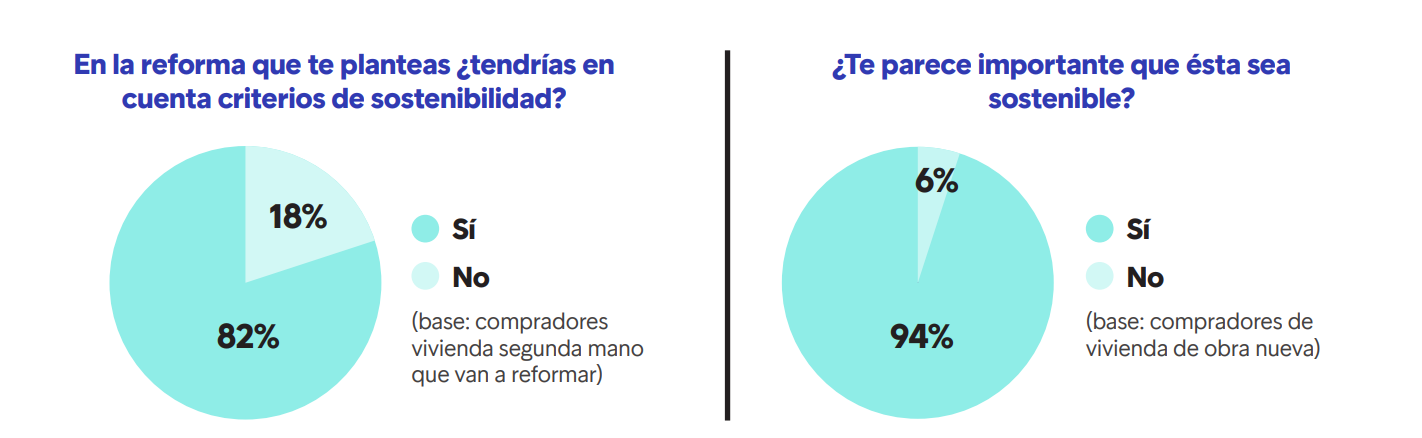 En la reforma que te planteas ¿tendrías en
cuenta criterios de sostenibilidad?
18%
82%
Sí
No
(base: compradores
vivienda segunda mano
que van a reformar)
¿Te parece importante que ésta sea
sostenible?
6%
94%
Sí
No
(base: compradores de
vivienda de obra nueva)